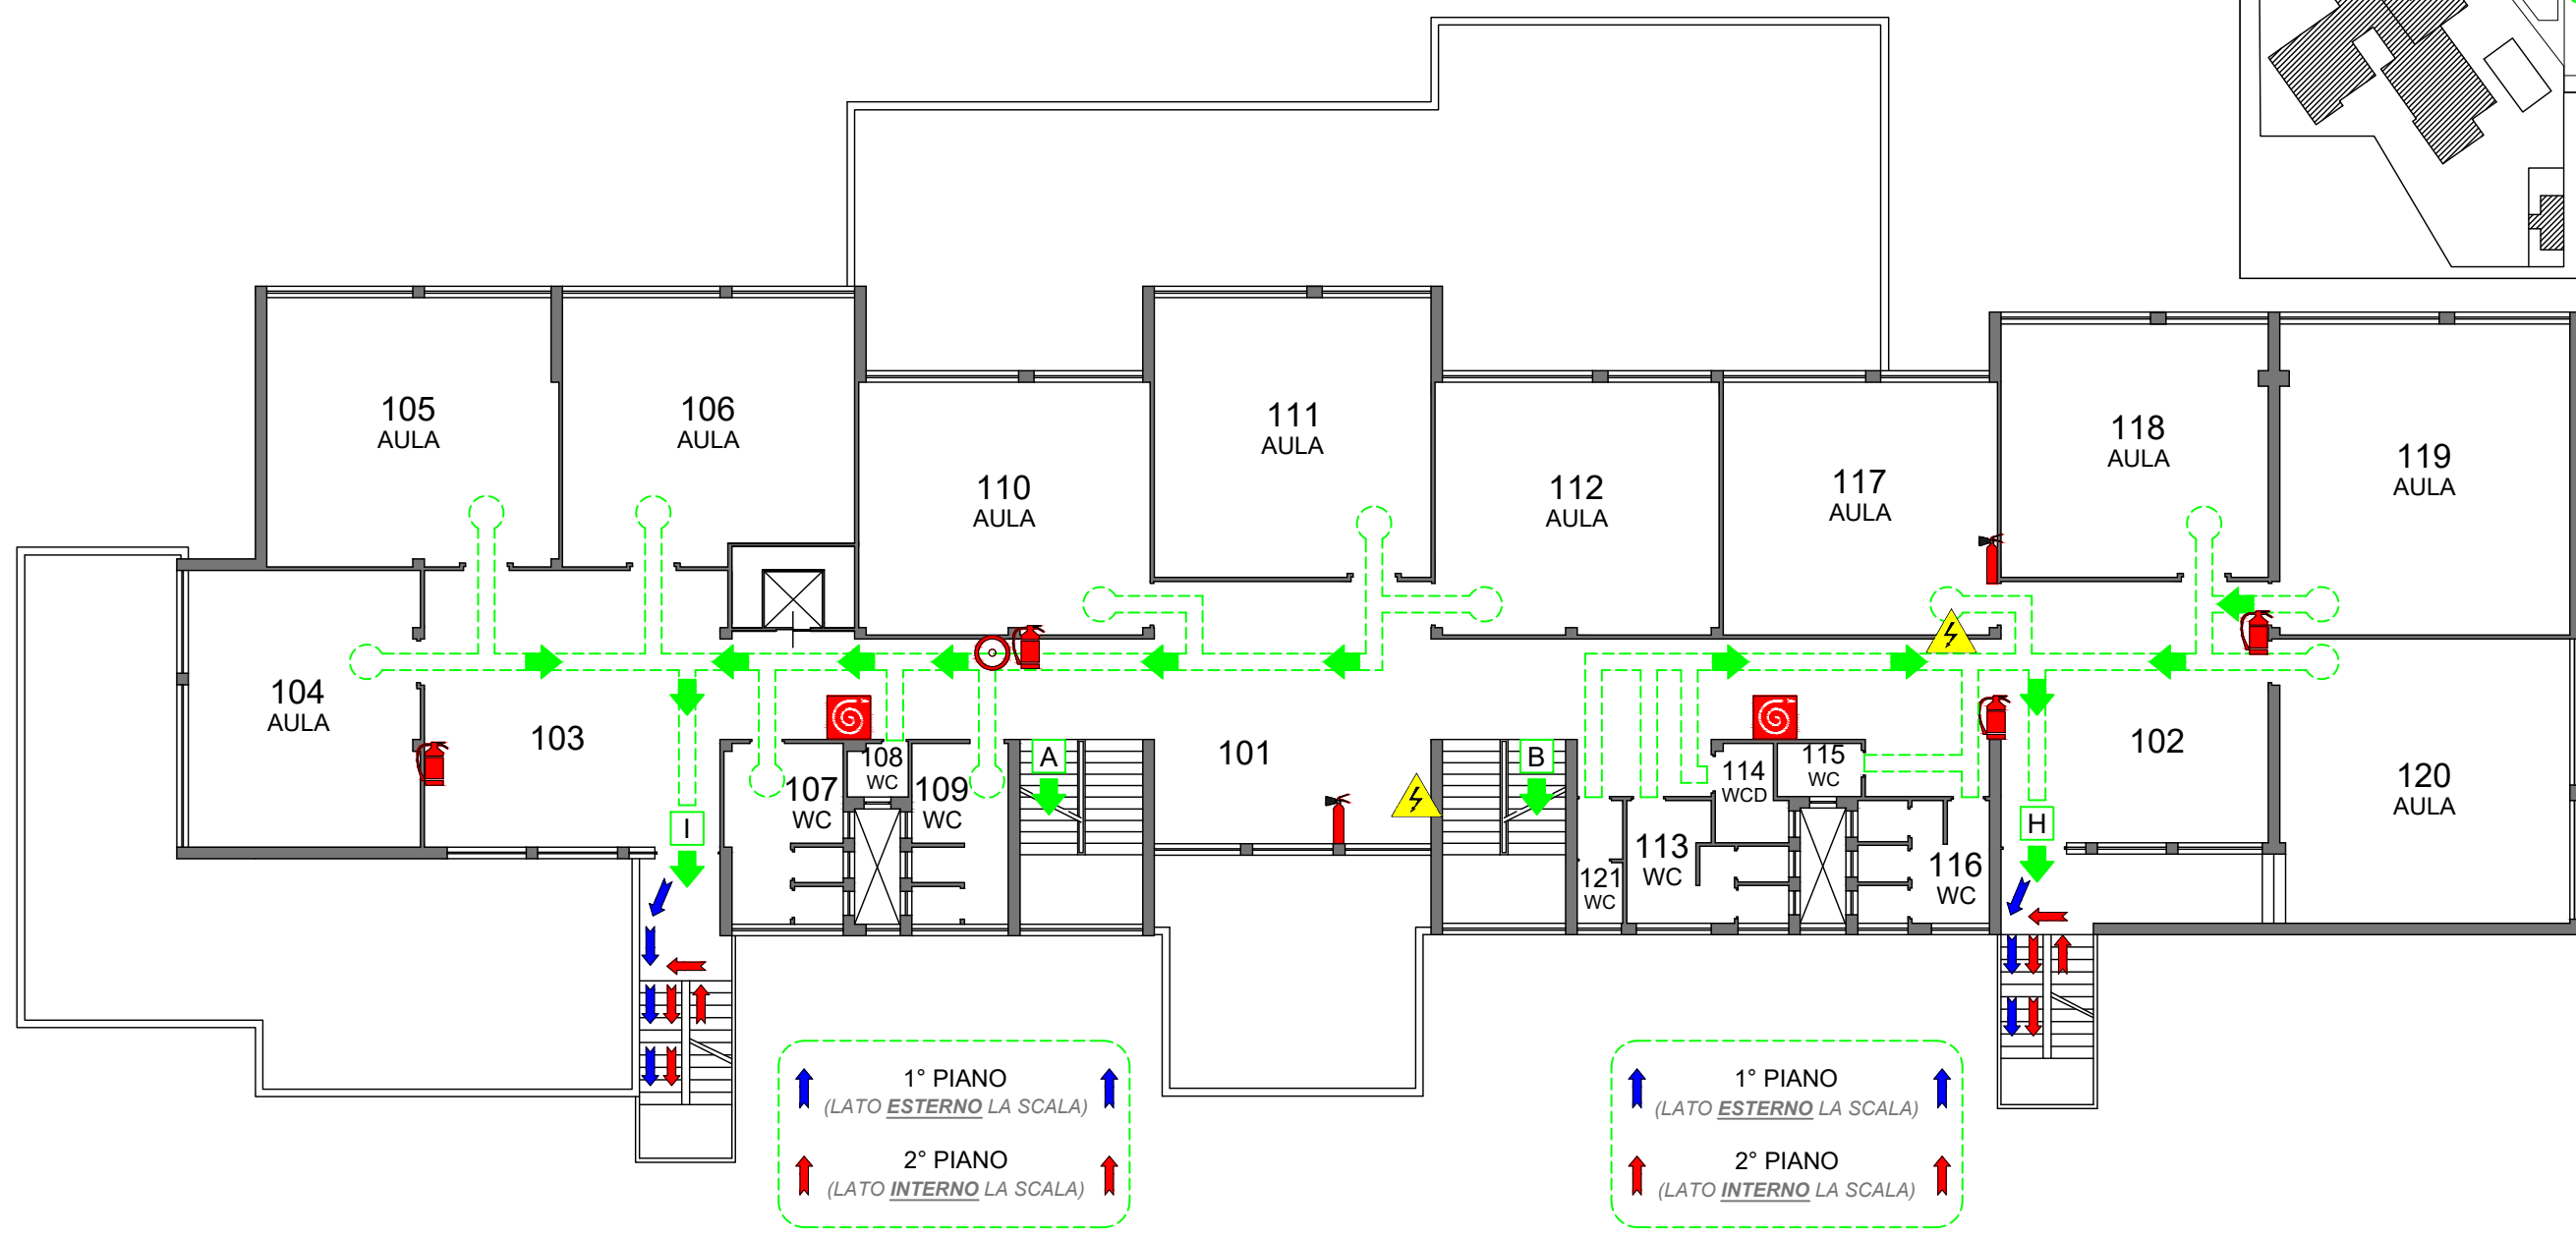 105
AULA
106
AULA
110
AULA
111
AULA
112
AULA
117
AULA
118
AULA
119
AULA
104
AULA
103
107
WC
108
WC
109
WC
A
101
B
121
WC
113
WC
114
WCD
115
WC
116
WC
102
120
AULA
I
H
1° PIANO
(LATO ESTERNO LA SCALA)
2° PIANO
(LATO INTERNO LA SCALA)
1° PIANO
(LATO ESTERNO LA SCALA)
2° PIANO
(LATO INTERNO LA SCALA)